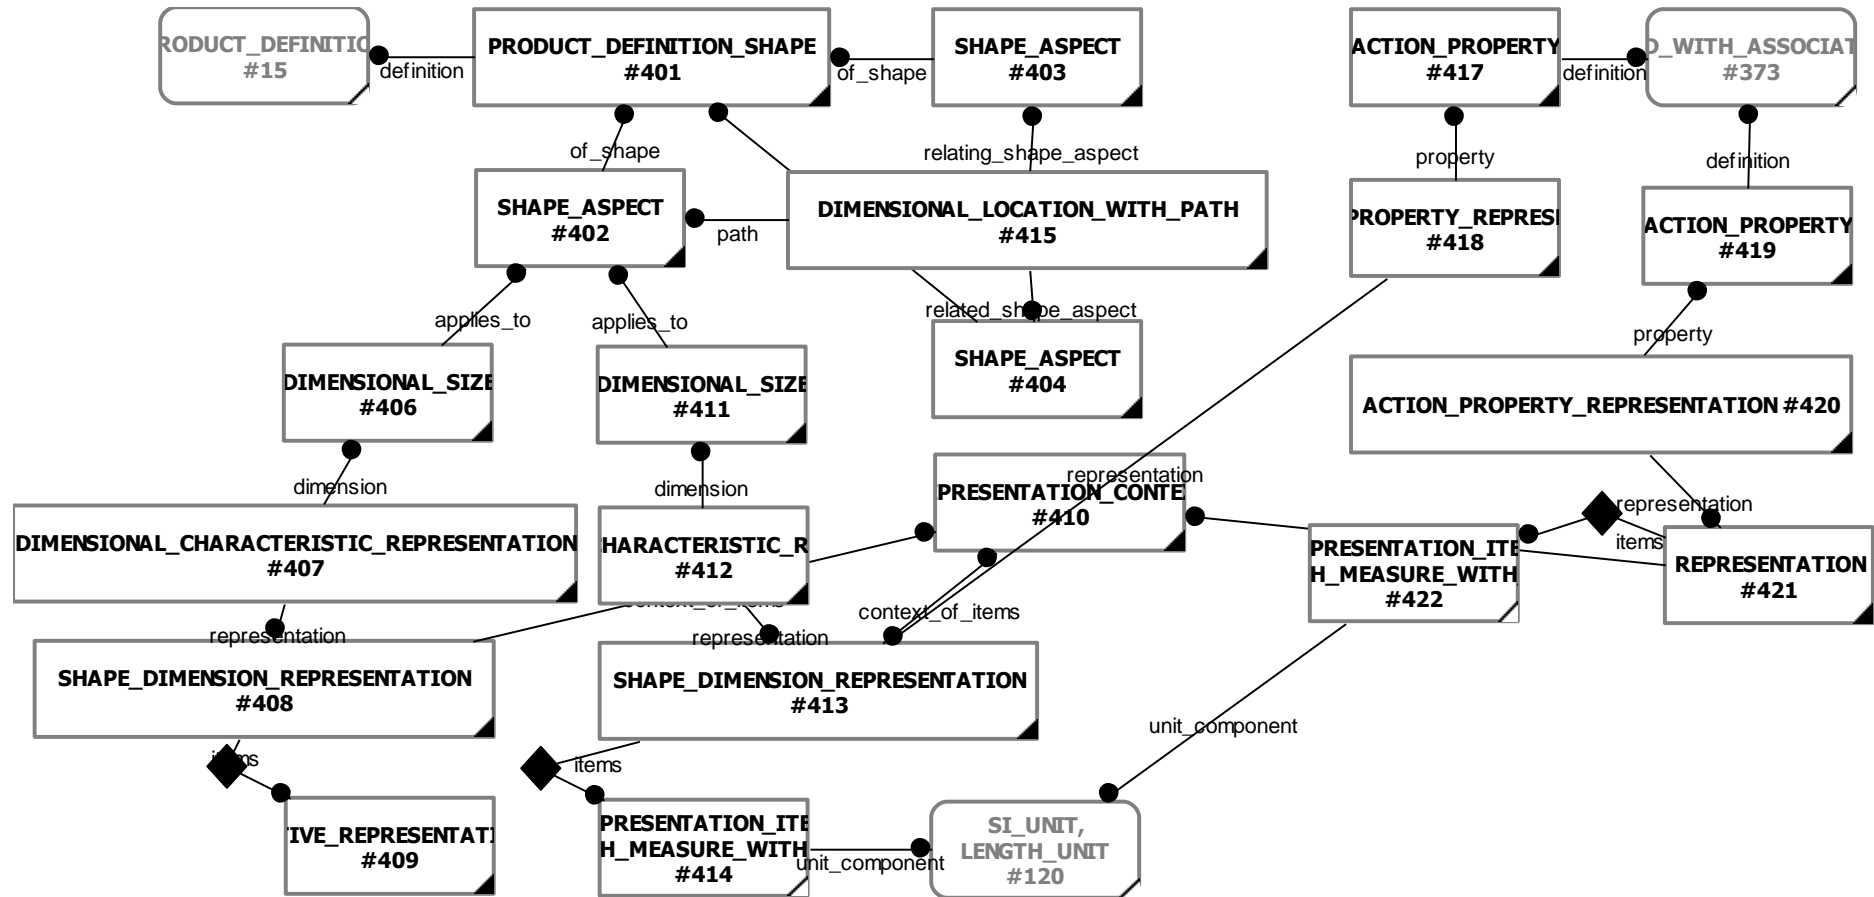 RODUCT_DEFINITIO
#15
definition
PRODUCT_DEFINITION_SHAPE
#401
of_shape
SHAPE_ASPECT
#403
ACTION_PROPERTY
#417
definition
D_WITH_ASSOCIAT
#373
of_shape
relating_shape_aspect
property
definition
SHAPE_ASPECT
#402
path
DIMENSIONAL_LOCATION_WITH_PATH
#415
PROPERTY_REPRES
#418
ACTION_PROPERTY
#419
applies_to
applies_to
related_shape_aspect
property
DIMENSIONAL_SIZE
#406
DIMENSIONAL_SIZE
#411
SHAPE_ASPECT
#404
ACTION_PROPERTY_REPRESENTATION #420
dimension
dimension
representation
PRESENTATION_CONTE
#410
representation
items
DIMENSIONAL_CHARACTERISTIC_REPRESENTATION
#407
HARACTERISTIC_R
#412
PRESENTATION_ITE
H_MEASURE_WITH
#422
REPRESENTATION
#421
context_of_items
context_of_items
representation
representation
SHAPE_DIMENSION_REPRESENTATION
#408
SHAPE_DIMENSION_REPRESENTATION
#413
unit_component
items
items
TIVE_REPRESENTATI
#409
PRESENTATION_ITE
H_MEASURE_WITH
#414
unit_component
SI_UNIT,
LENGTH_UNIT
#120